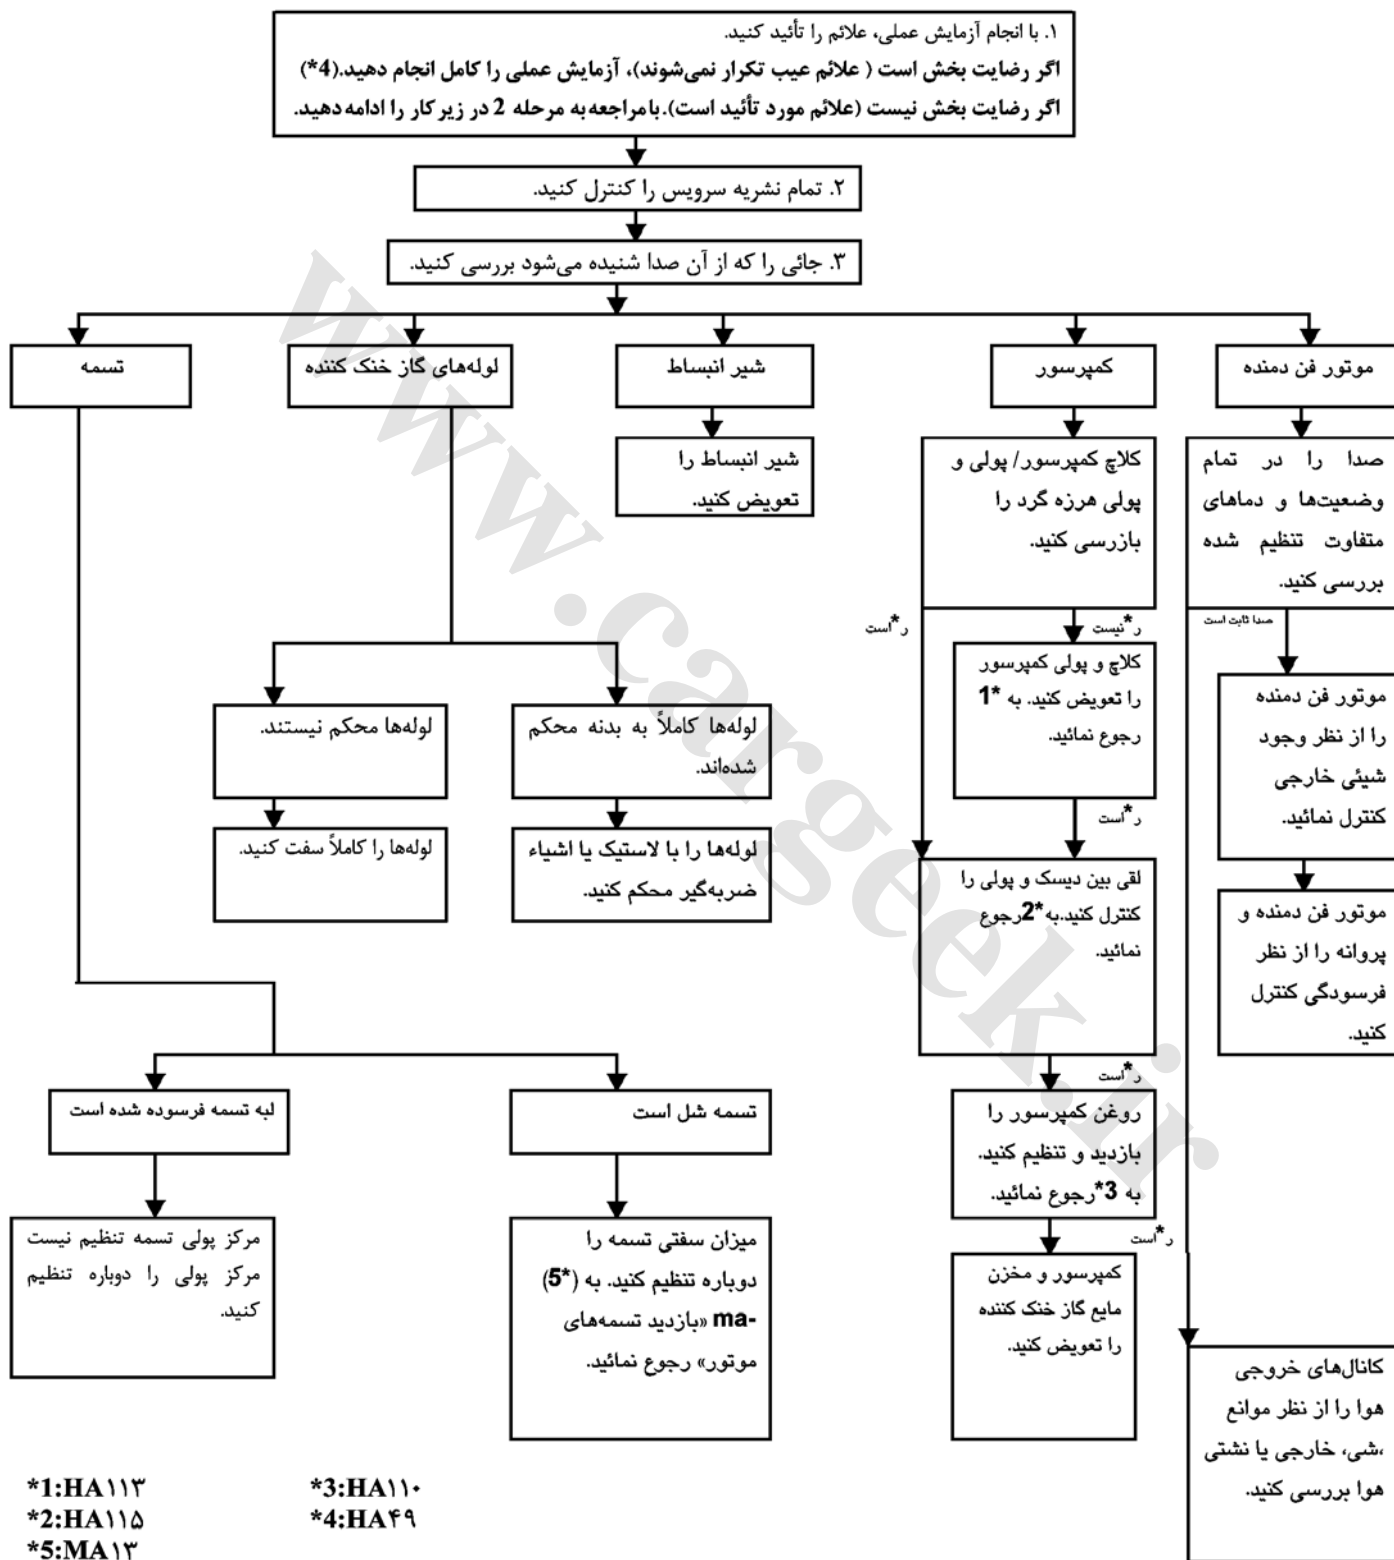 ۱. با انجام آزمایش عملی، علائم را تأئید کنید.
اگر رضایت بخش است ( علائم عیب تکرار نمی‌شوند)، آزمایش عملی را کامل انجام دهید.(4*)
اگر رضایت بخش نیست (علائم مورد تأئید است).بامراجعه به مرحله 2 در زیر کار را ادامه دهید.
۲. تمام نشریه سرویس را کنترل کنید.
۳. جائی را که از آن صدا شنیده می‌شود بررسی کنید.
موتور فن دمنده
کمپرسور
شیر انبساط
لوله‌های گاز خنک کننده
تسمه
صدا را در تمام
وضعیت‌ها و دماهای
متفاوت تنظیم شده
بررسی کنید.
صدا ثابت است
موتور فن دمنده
را از نظر وجود
شیئی خارجی
کنترل نمائید.
موتور فن دمنده و
پروانه را از نظر
فرسودگی کنترل
کنید.
کانال‌های خروجی
هوا را از نظر موانع
،شی، خارجی یا نشتی
هوا بررسی کنید.
کلاچ کمپرسور/ پولی و
پولی هرزه گرد را
بازرسی کنید.
ر*است
ر*نیست
کلاچ و پولی کمپرسور
را تعویض کنید. به *1
رجوع نمائید.
ر*است
لقی بین دیسک و پولی را
کنترل کنید.به*2رجوع
نمائید.
ر*است
روغن کمپرسور را
بازدید و تنظیم کنید.
به 3*رجوع نمائید.
ر*است
کمپرسور و مخزن
مایع گاز خنک کننده
را تعویض کنید.
شیر انبساط را
تعویض کنید.
لوله‌ها کاملاً به بدنه محکم
شده‌اند.
لوله‌ها را با لاستیک یا اشیاء
ضربه‌گیر محکم کنید.
لوله‌ها محکم نیستند.
لوله‌ها را کاملاً سفت کنید.
تسمه شل است
میزان سفتی تسمه را
دوباره تنظیم کنید. به (*5)
ma- «بازدید تسمه‌های
موتور» رجوع نمائید.
لبه تسمه فرسوده شده است
مرکز پولی تسمه تنظیم نیست
مرکز پولی را دوباره تنظیم
کنید.
*1:HA۱۱۳
*2:HA۱۱۵
*5:MA۱۳
*3:HA۱۱۰
*4:HA۴۹
www.cargeek.ir